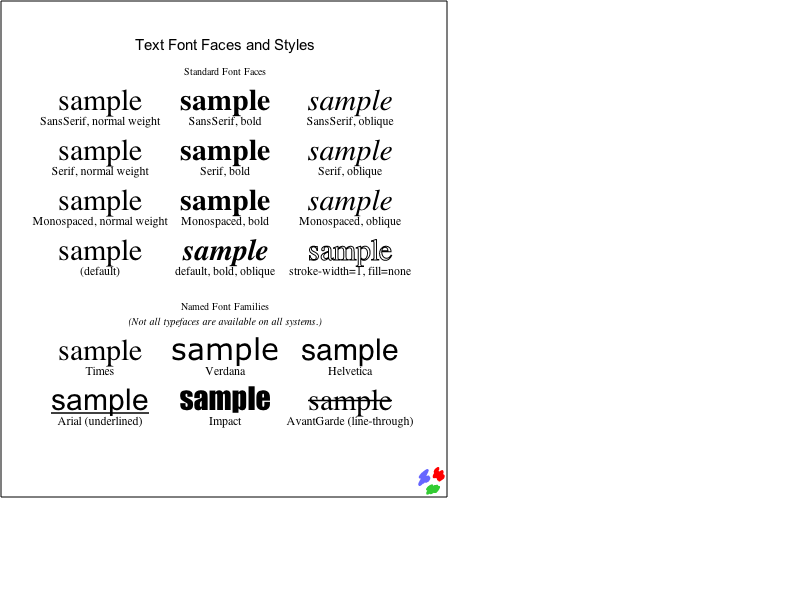 Text Font Faces and Styles
Standard Font Faces
sample sample sample
SansSerif, normal weight SansSerif, bold SansSerif, oblique
sample sample sample
Serif, normal weight Serif, bold Serif, oblique
sample sample sample
Monospaced, normal weight Monospaced, bold Monospaced, oblique
sample sample sample
(default) default, bold, oblique stroke-width=1, fill=none
Named Font Families
(Not all typefaces are available on all systems.)
sample sample sample
Times Verdana Helvetica
sample sample sample
Arial (underlined) Impact AvantGarde (line-through)